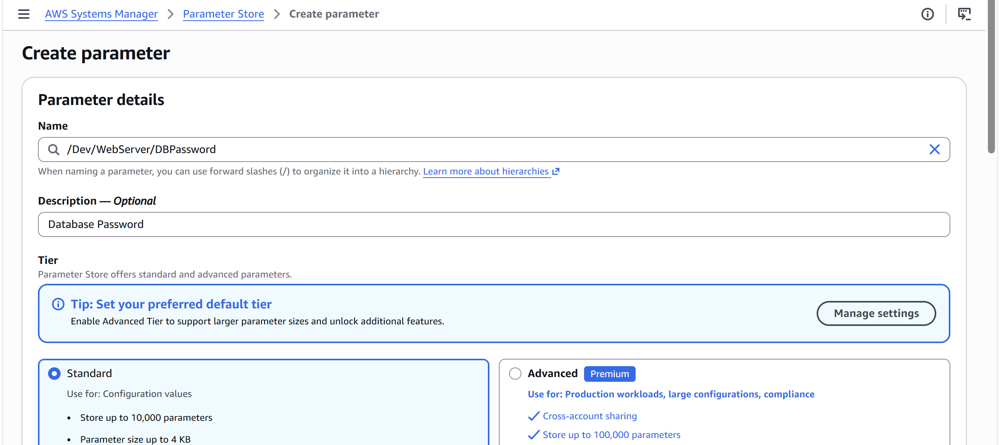 AWS Systems Manager > Parameter Store > Create parameter
Create parameter
Parameter details
Name
/Dev/WebServer/DBPassword
When naming a parameter, you can use forward slashes (/) to organize it into a hierarchy. Learn more about hierarchies
Description — Optional
Database Password
Tier
Parameter Store offers standard and advanced parameters.
Tip: Set your preferred default tier
Enable Advanced Tier to support larger parameter sizes and unlock additional features.
Manage settings
Standard
Use for: Configuration values
• Store up to 10,000 parameters
• Parameter size up to 4 KB
Advanced Premium
Use for: Production workloads, large configurations, compliance
Cross-account sharing
Store up to 100,000 parameters